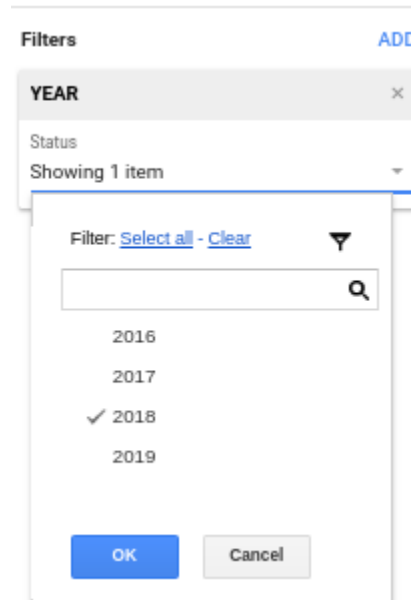 Filters ADD
YEAR ×
Status
Showing 1 item
Filter: Select all - Clear
2016
2017
2018
2019
OK Cancel